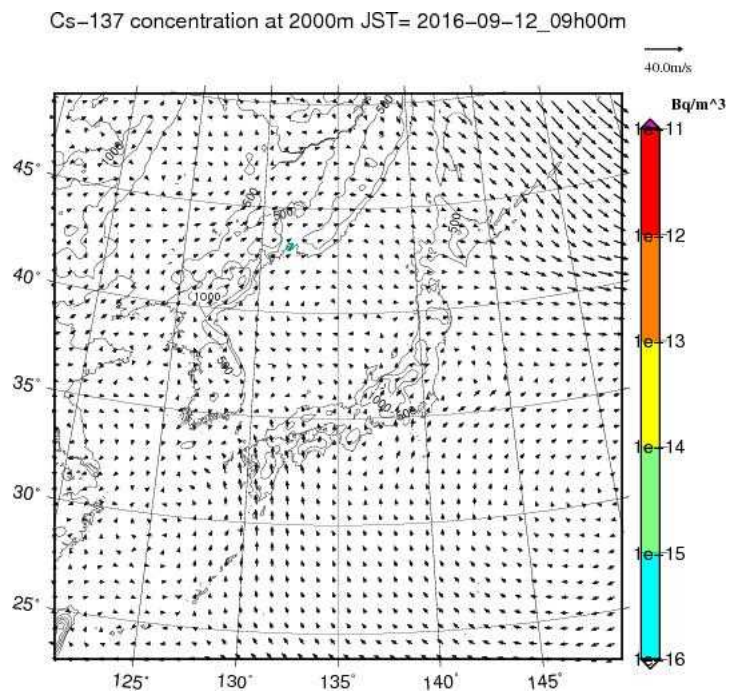 Cs-137 concentration at 2000m JST= 2016-09-12_09h00m
40.0m/s
Bq/m^3
1e-11
1e-12
1e-13
1e-14
1e-15
1e-16
45°
40°
35°
30°
25°
125°
130°
135°
140°
145°
500
1000
500
500
500
1000
500
1000
500